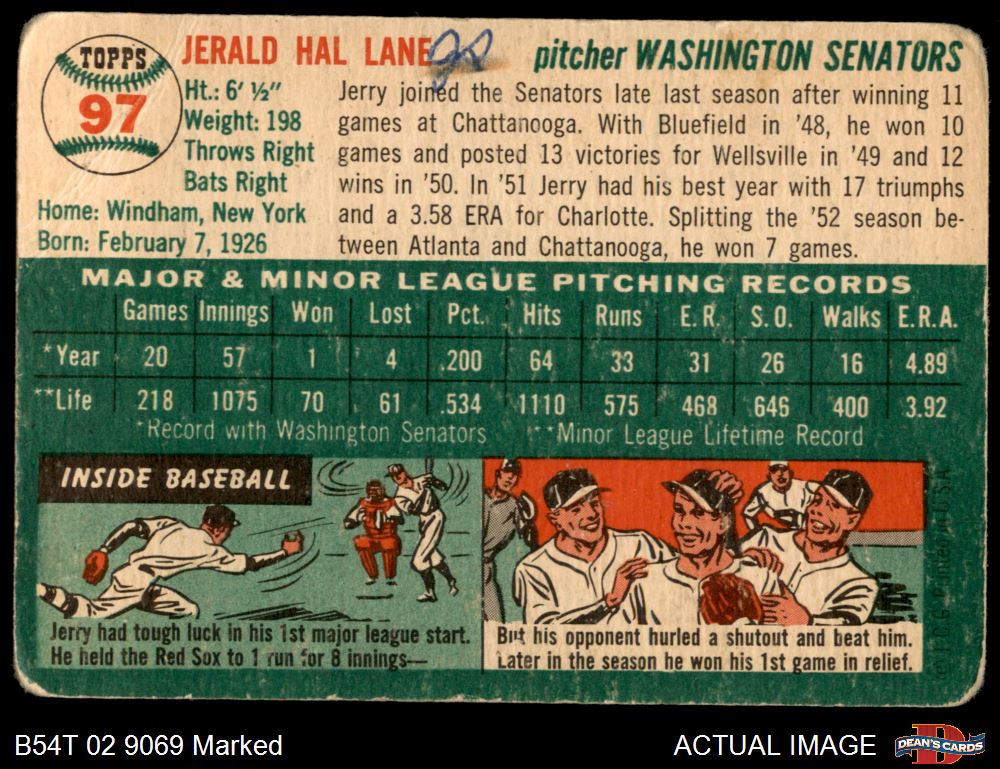 TOPPS
97
JERALD HAL LANE
pitcher WASHINGTON SENATORS
Ht.: 6' ½"
Weight: 198
Throws Right
Bats Right
Home: Windham, New York
Born: February 7, 1926
Jerry joined the Senators late last season after winning 11
games at Chattanooga. With Bluefield in '48, he won 10
games and posted 13 victories for Wellsville in '49 and 12
wins in '50. In '51 Jerry had his best year with 17 triumphs
and a 3.58 ERA for Charlotte. Splitting the '52 season be-
tween Atlanta and Chattanooga, he won 7 games.
MAJOR & MINOR LEAGUE PITCHING RECORDS
Games Innings Won Lost Pct. Hits Runs E. R. S. O. Walks E.R.A.
*Year 20 57 1 4 .200 64 33 31 26 16 4.89
**Life 218 1075 70 61 .534 1110 575 468 646 400 3.92
*Record with Washington Senators **Minor League Lifetime Record
INSIDE BASEBALL
Jerry had tough luck in his 1st major league start.
He held the Red Sox to 1 run for 8 innings—
But his opponent hurled a shutout and beat him.
Later in the season he won his 1st game in relief.
B54T 02 9069 Marked
ACTUAL IMAGE
DEAN'S CARDS